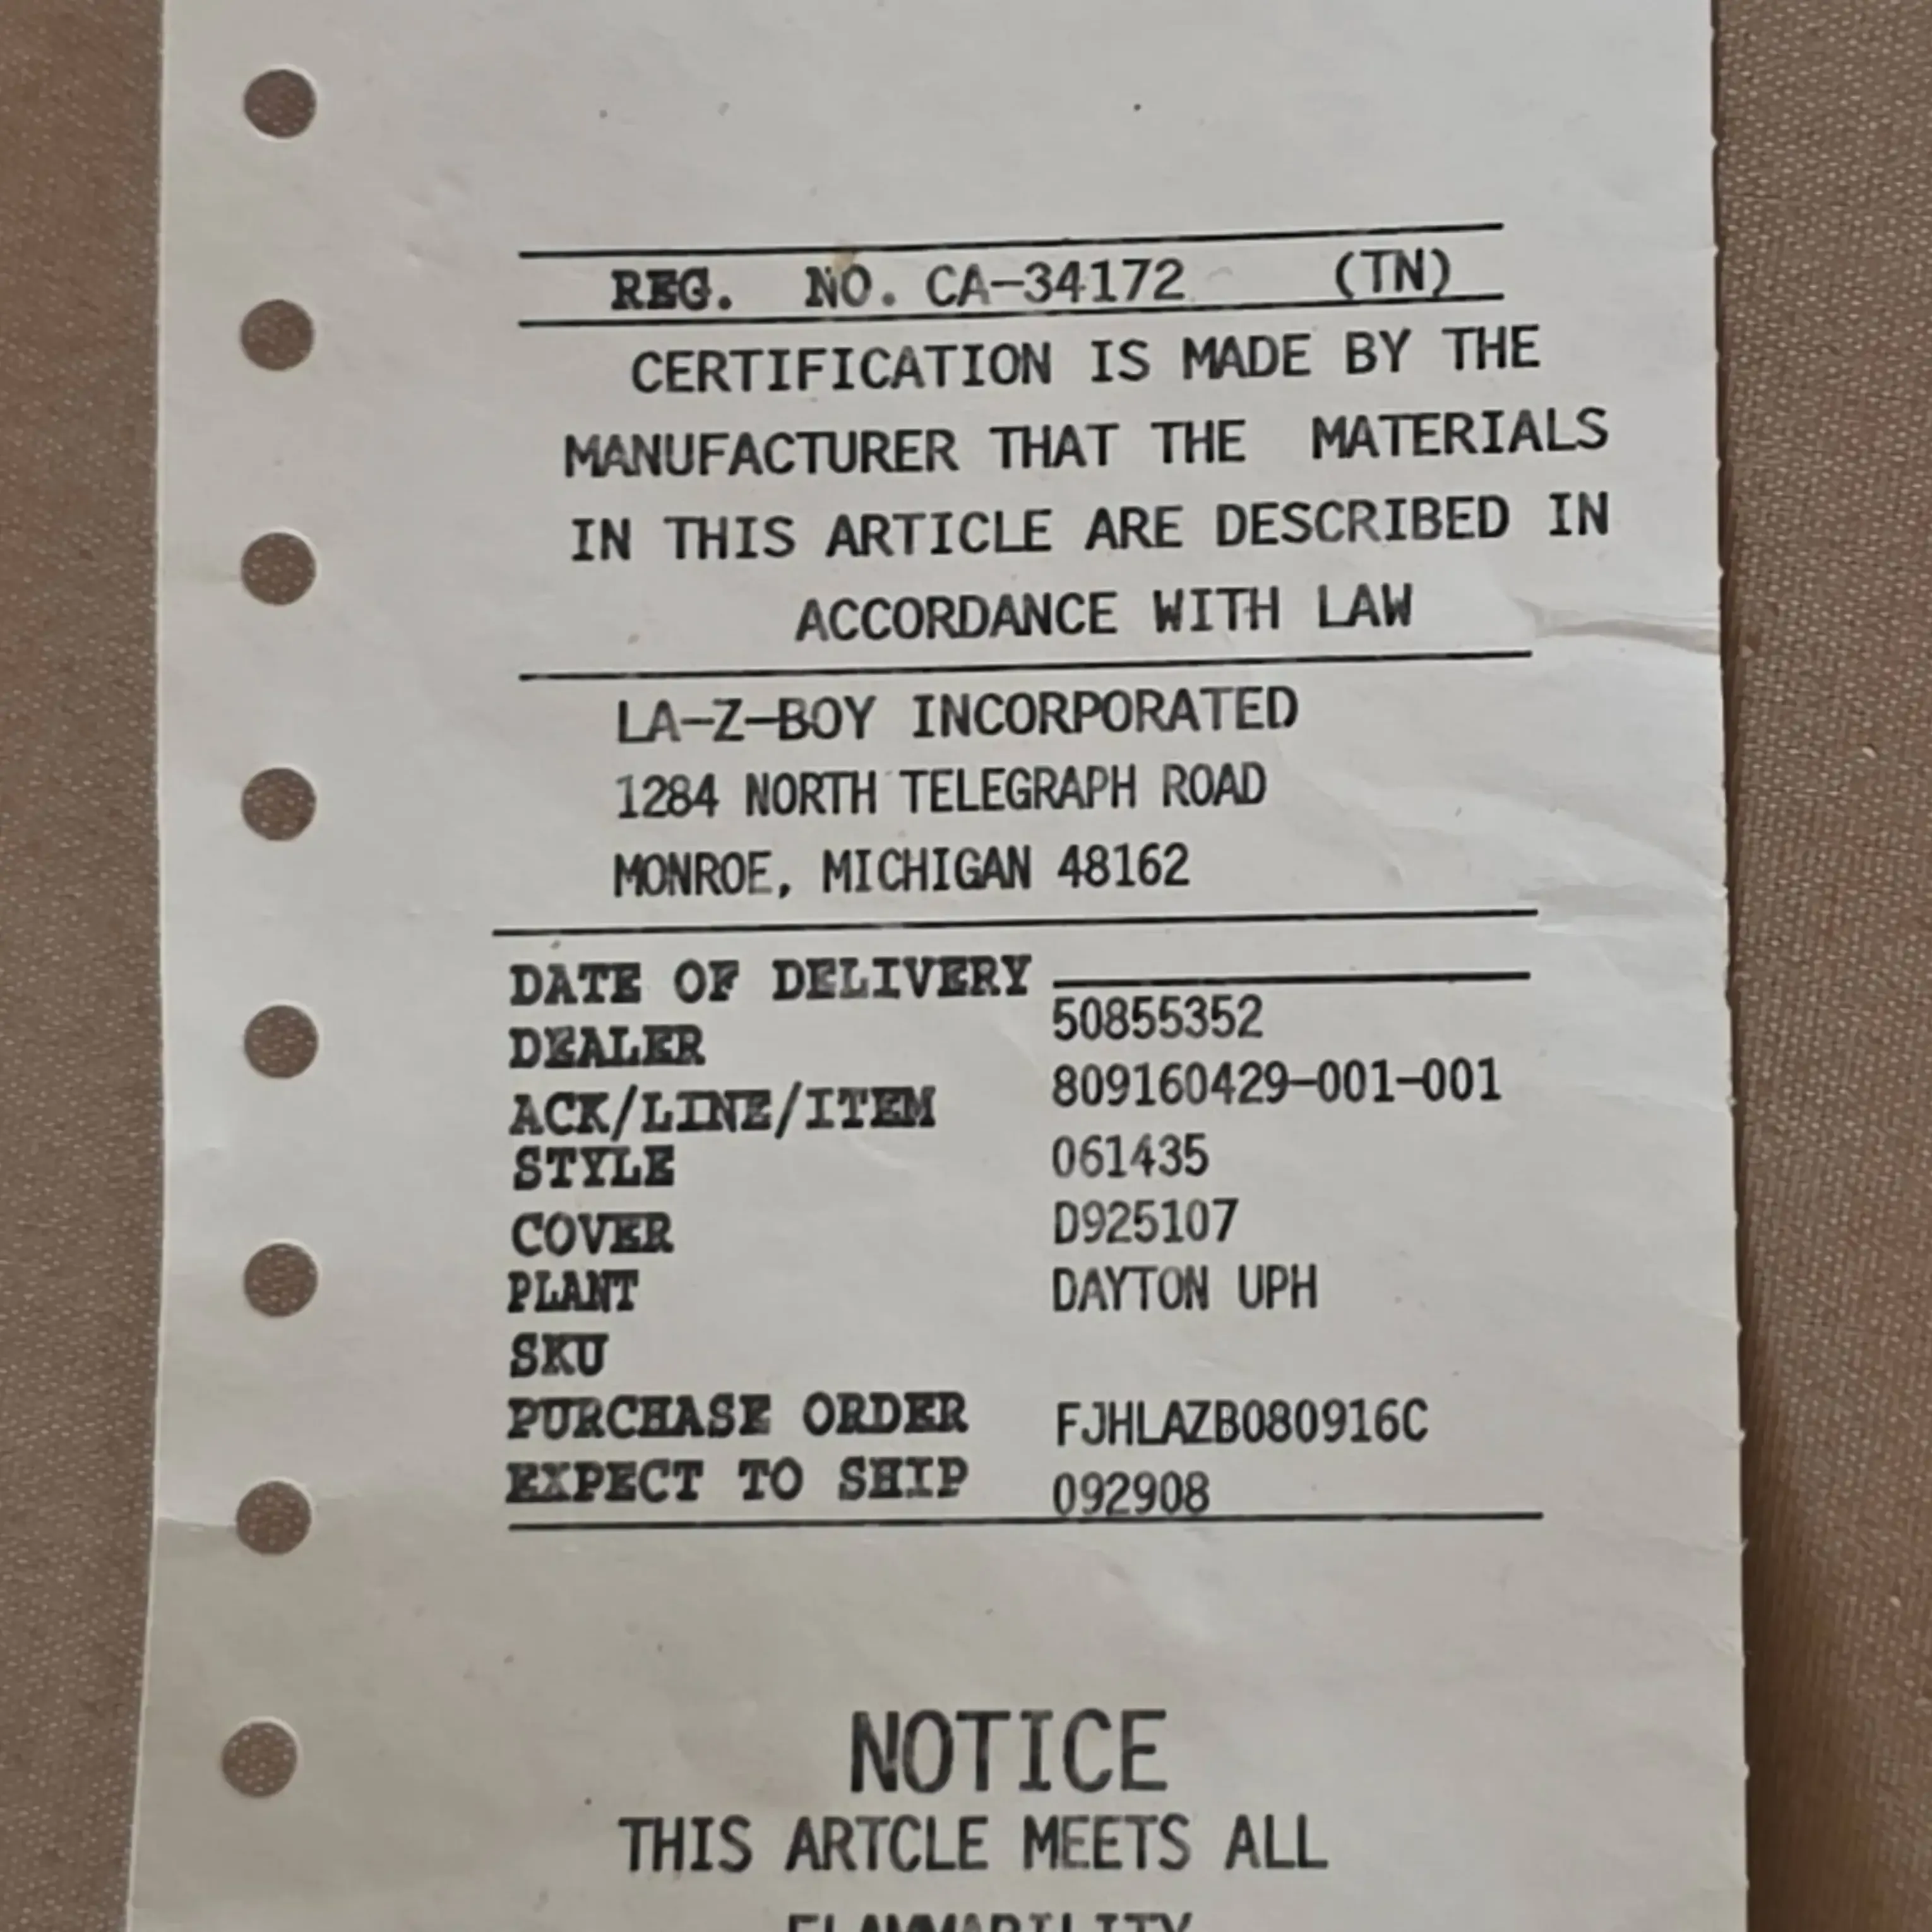 REG. NO. CA-34172 (TN)
CERTIFICATION IS MADE BY THE
MANUFACTURER THAT THE MATERIALS
IN THIS ARTICLE ARE DESCRIBED IN
ACCORDANCE WITH LAW
LA-Z-BOY INCORPORATED
1284 NORTH TELEGRAPH ROAD
MONROE, MICHIGAN 48162
DATE OF DELIVERY
DEALER 50855352
ACK/LINE/ITEM 809160429-001-001
STYLE 061435
COVER D925107
PLANT DAYTON UPH
SKU
PURCHASE ORDER FJHLAZB080916C
EXPECT TO SHIP 092908
NOTICE
THIS ARTCLE MEETS ALL
FLAMMABILITY